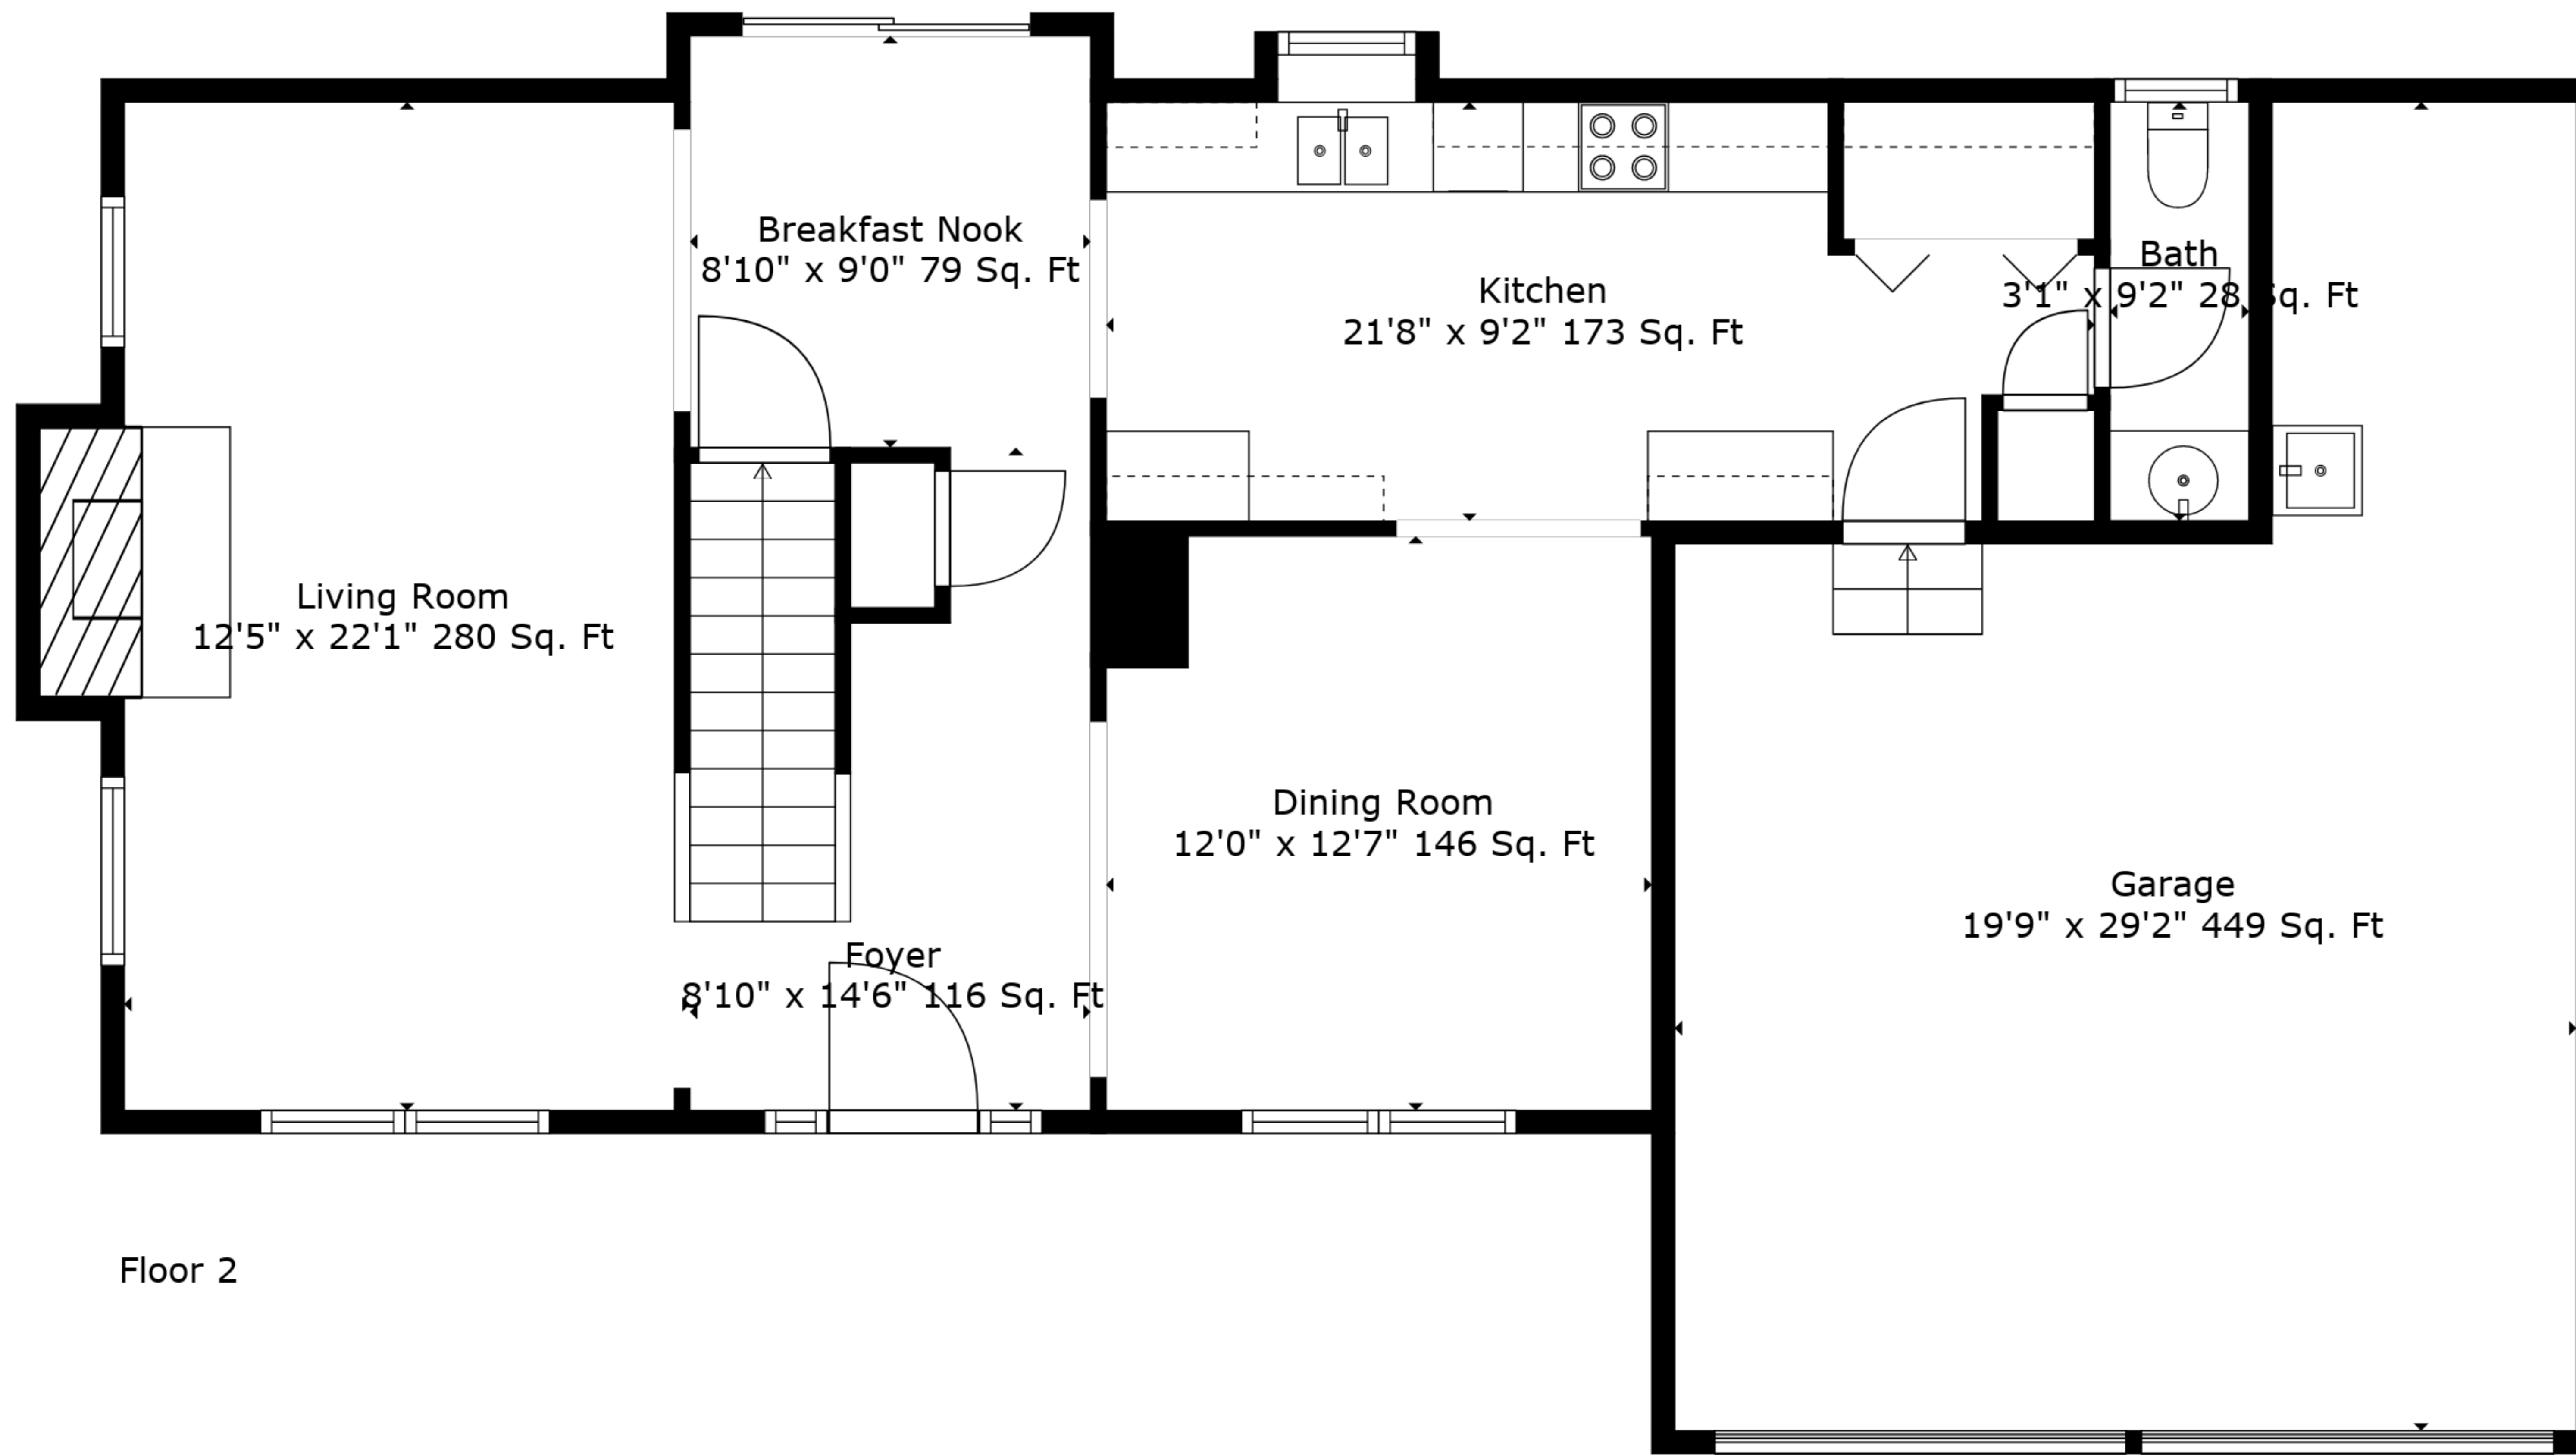 Breakfast Nook
8'10" x 9'0" 79 Sq. Ft
Kitchen
21'8" x 9'2" 173 Sq. Ft
Bath
3'1" x 9'2" 28 Sq. Ft
Living Room
12'5" x 22'1" 280 Sq. Ft
Dining Room
12'0" x 12'7" 146 Sq. Ft
Garage
19'9" x 29'2" 449 Sq. Ft
Foyer
8'10" x 14'6" 116 Sq. Ft
Floor 2